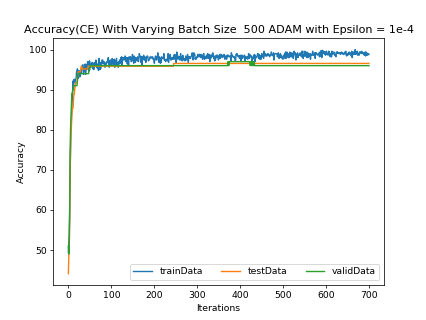 Accuracy(CE) With Varying Batch Size  500 ADAM with Epsilon = 1e-4
100
90
80
70
60
50
Accuracy
trainData testData validData
0 100 200 300 400 500 600 700
Iterations